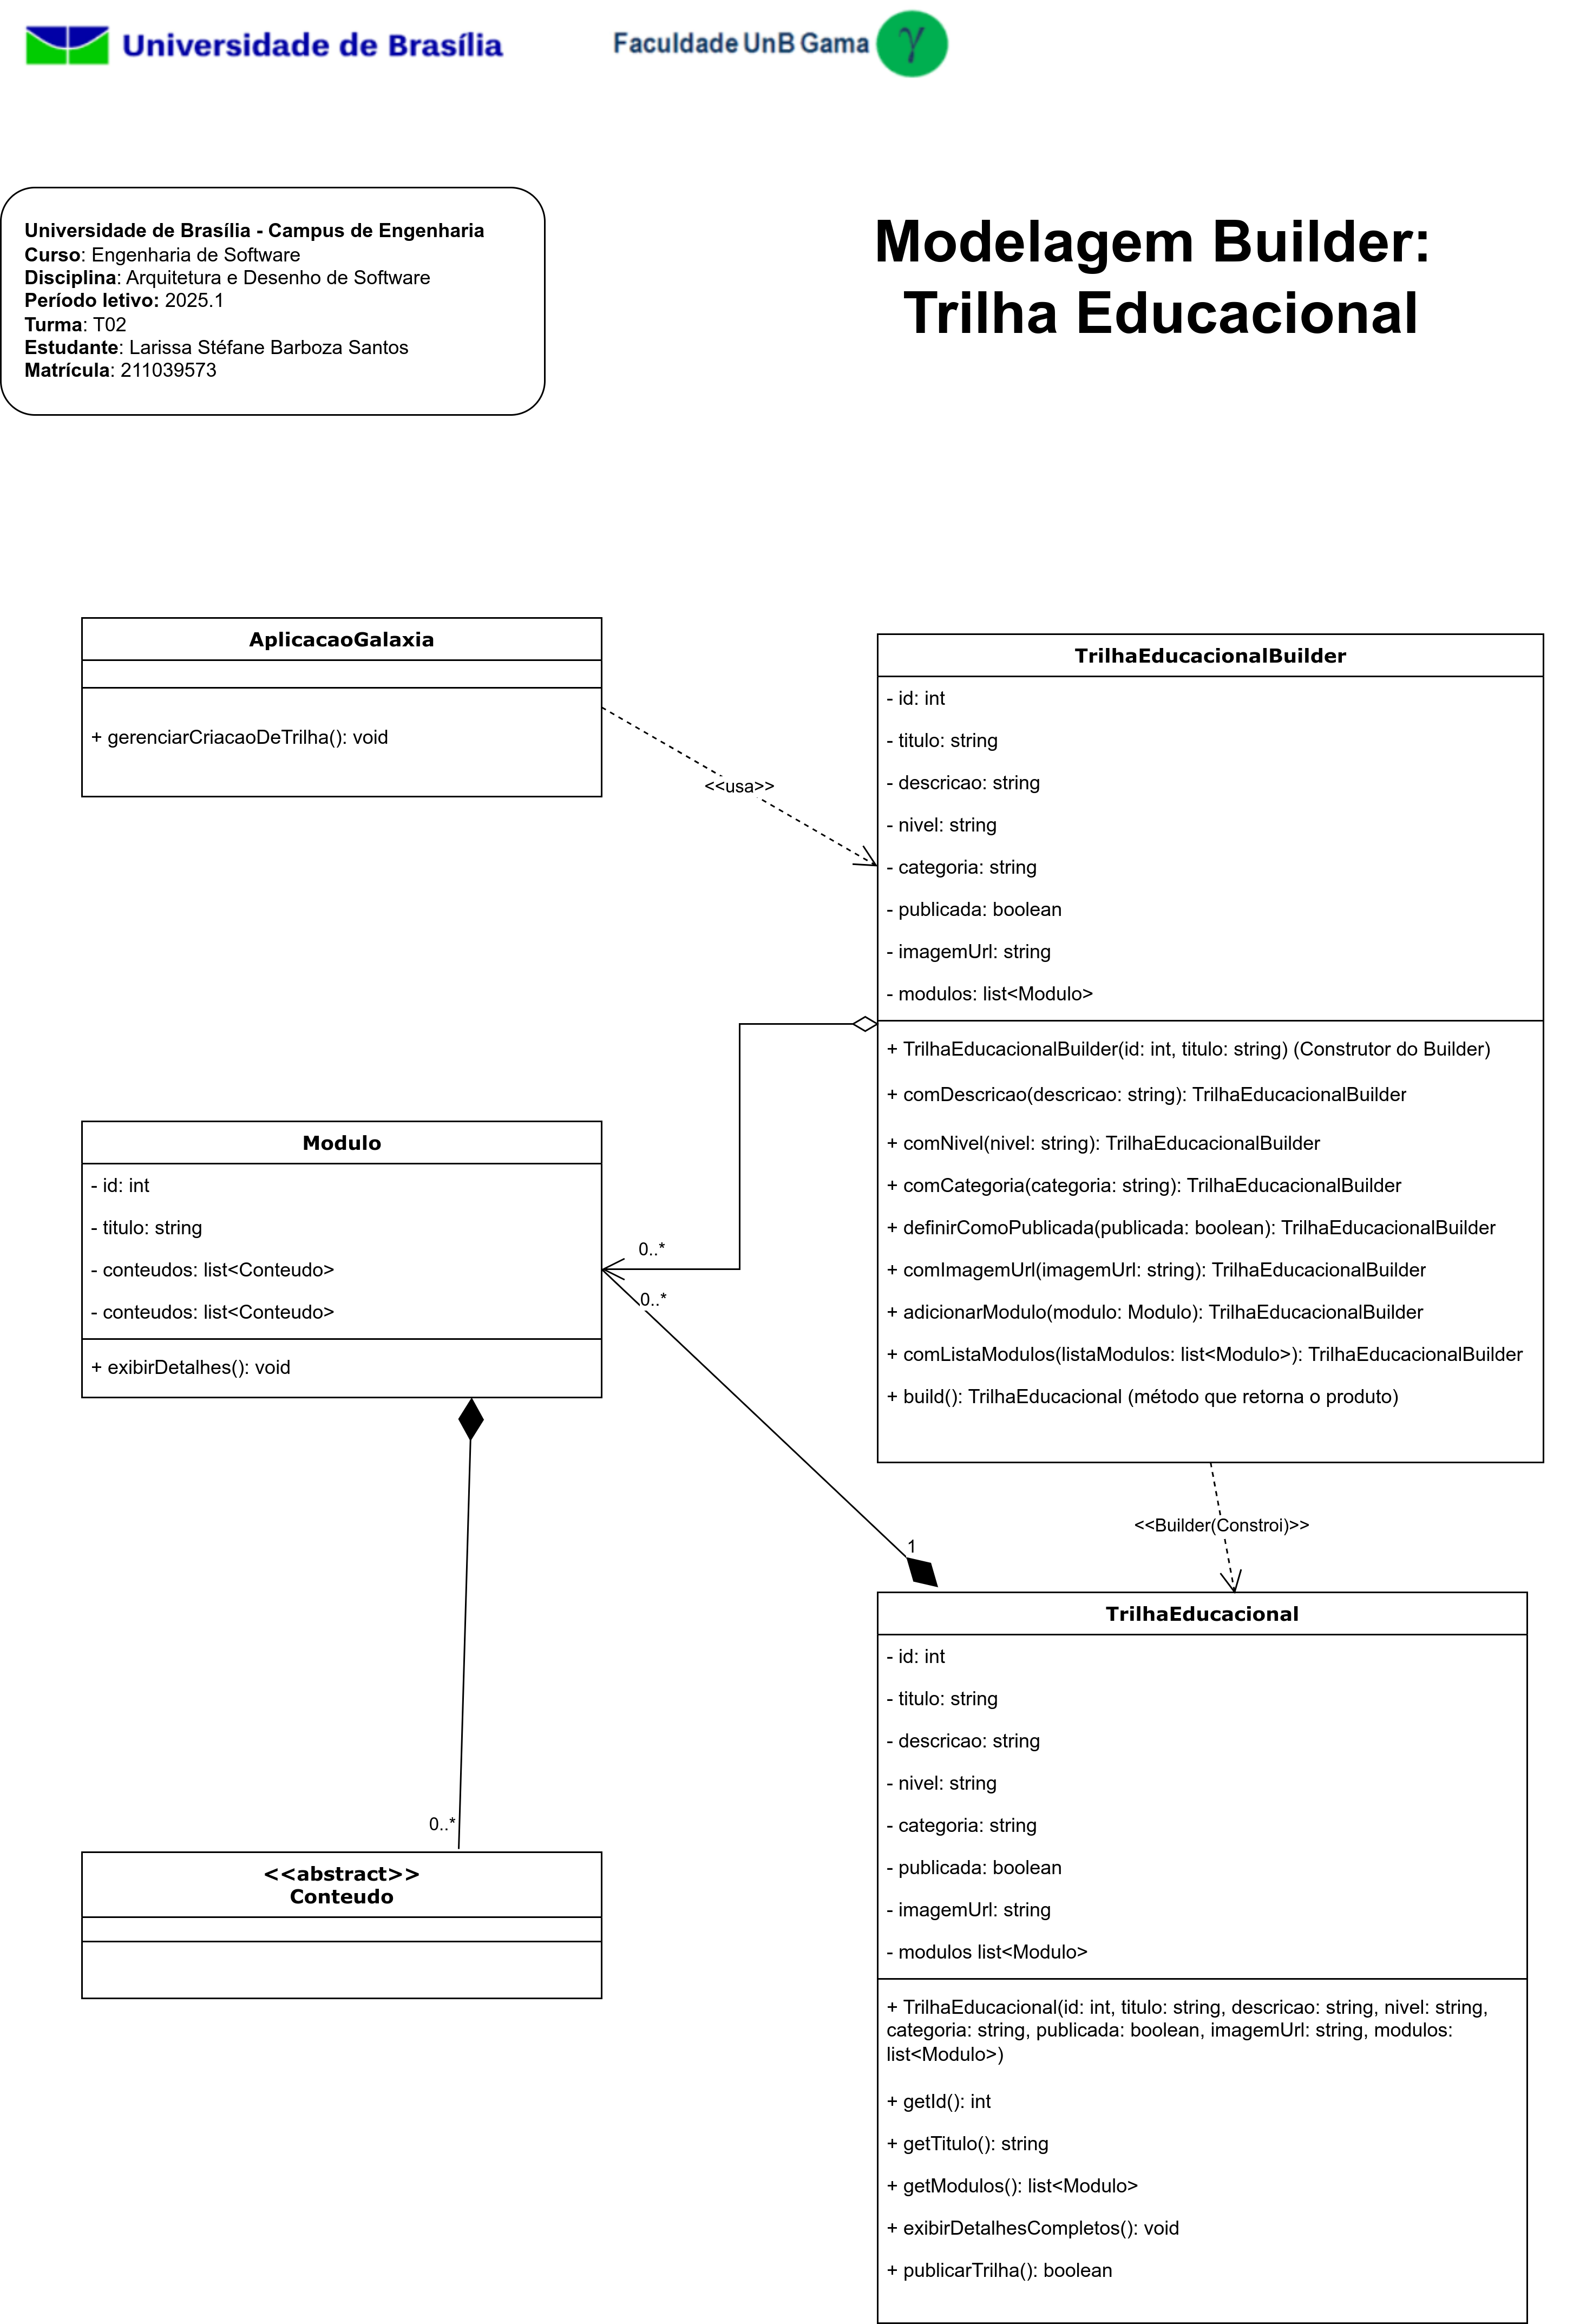 Universidade de Brasília
Faculdade UnB Gama
γ
Universidade de Brasília - Campus de Engenharia
Curso: Engenharia de Software
Disciplina: Arquitetura e Desenho de Software
Período letivo: 2025.1
Turma: T02
Estudante: Larissa Stéfane Barboza Santos
Matrícula: 211039573
Modelagem Builder:
Trilha Educacional
AplicacaoGalaxia
+ gerenciarCriacaoDeTrilha(): void
<<usa>>
TrilhaEducacionalBuilder
- id: int
- titulo: string
- descricao: string
- nivel: string
- categoria: string
- publicada: boolean
- imagemUrl: string
- modulos: list<Modulo>
+ TrilhaEducacionalBuilder(id: int, titulo: string) (Construtor do Builder)
+ comDescricao(descricao: string): TrilhaEducacionalBuilder
+ comNivel(nivel: string): TrilhaEducacionalBuilder
+ comCategoria(categoria: string): TrilhaEducacionalBuilder
+ definirComoPublicada(publicada: boolean): TrilhaEducacionalBuilder
+ comImagemUrl(imagemUrl: string): TrilhaEducacionalBuilder
+ adicionarModulo(modulo: Modulo): TrilhaEducacionalBuilder
+ comListaModulos(listaModulos: list<Modulo>): TrilhaEducacionalBuilder
+ build(): TrilhaEducacional (método que retorna o produto)
Modulo
- id: int
- titulo: string
- conteudos: list<Conteudo>
- conteudos: list<Conteudo>
+ exibirDetalhes(): void
0..*
0..*
1
<<Builder(Constroi)>>
0..*
<<abstract>>
Conteudo
TrilhaEducacional
- id: int
- titulo: string
- descricao: string
- nivel: string
- categoria: string
- publicada: boolean
- imagemUrl: string
- modulos list<Modulo>
+ TrilhaEducacional(id: int, titulo: string, descricao: string, nivel: string,
categoria: string, publicada: boolean, imagemUrl: string, modulos:
list<Modulo>)
+ getId(): int
+ getTitulo(): string
+ getModulos(): list<Modulo>
+ exibirDetalhesCompletos(): void
+ publicarTrilha(): boolean